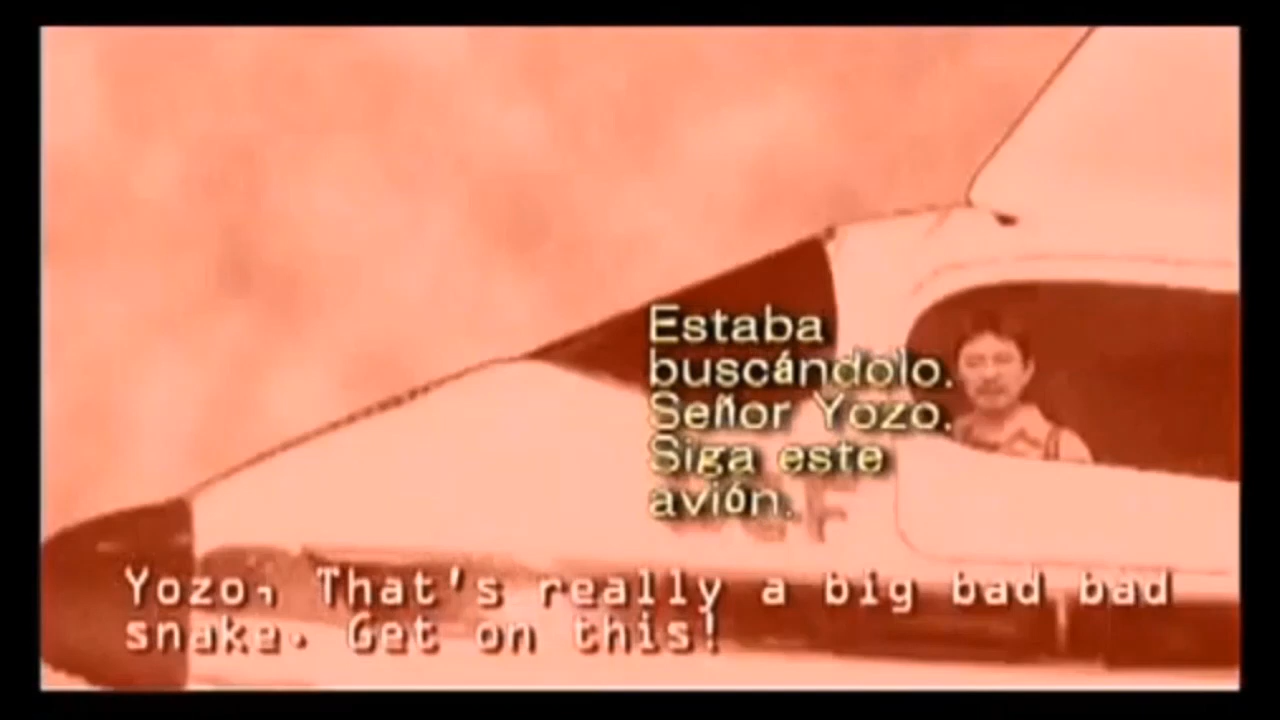 Estaba
buscándolo.
Señor Yozo.
Siga este
avión.
Yozo, That's really a big bad bad
snake. Get on this!